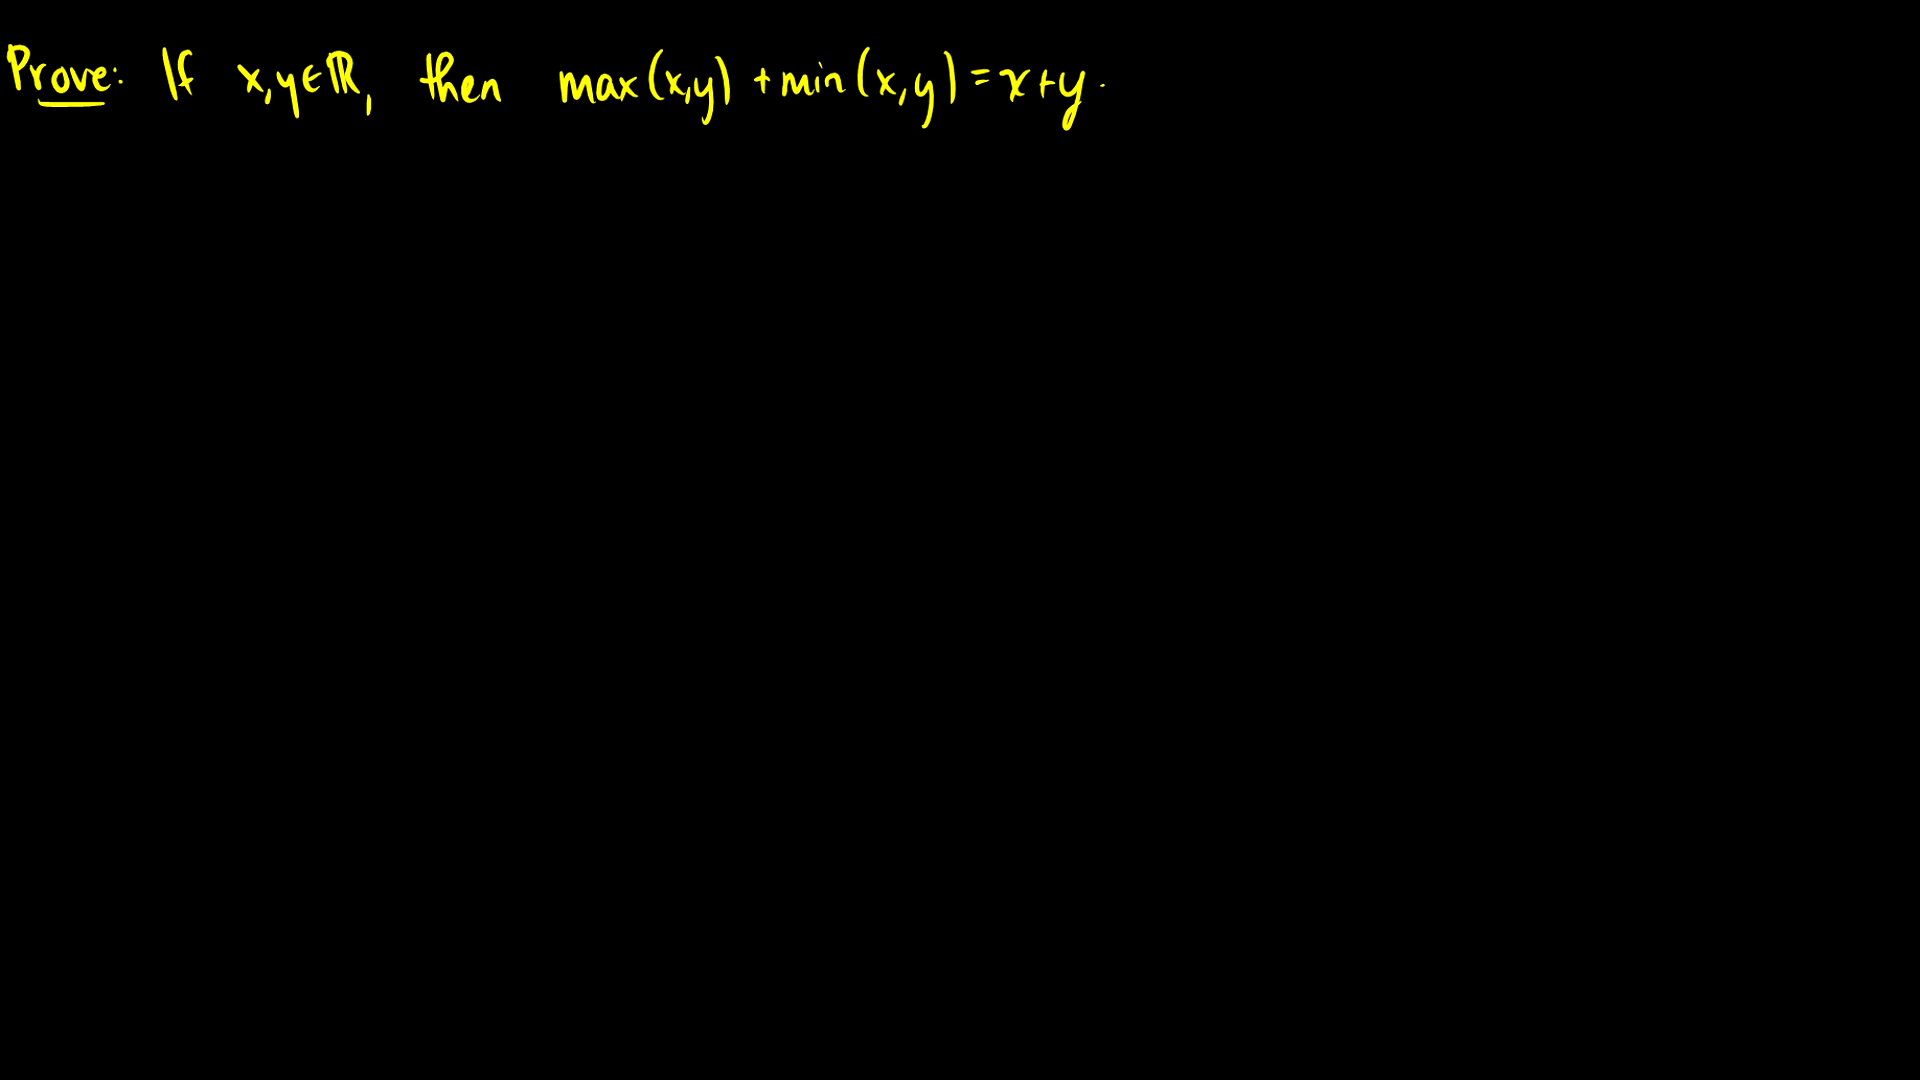 Prove: If x,y∈ℝ, then max(x,y) + min(x,y) = x+y.